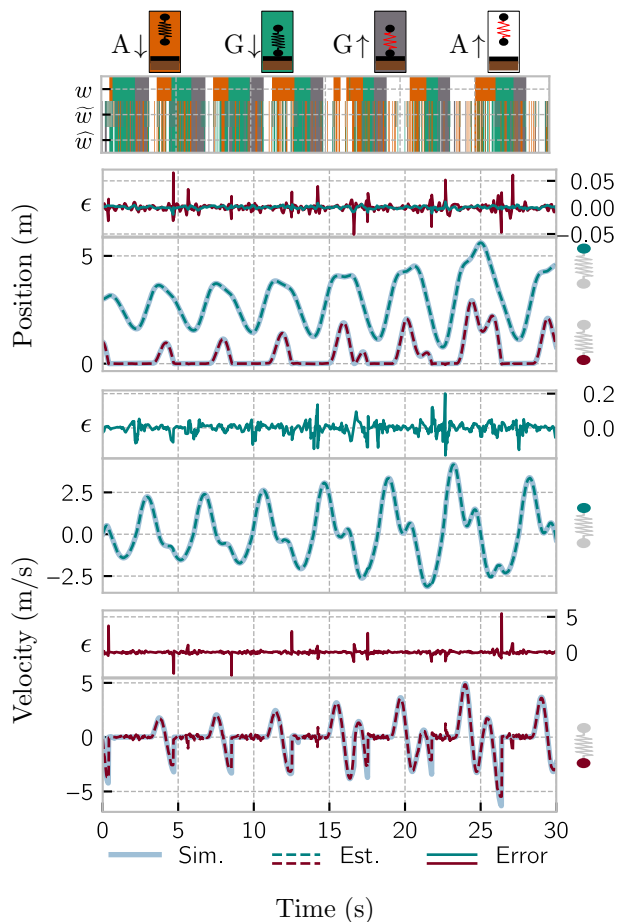 A↓ G↓ G↑ A↑
w
w̃
ŵ
ϵ 0.05
0.00
−0.05
Position (m)
5
0
ϵ 0.2
0.0
2.5
0.0
−2.5
Velocity (m/s)
ϵ 5
0
5
0
−5
0 5 10 15 20 25 30
Sim. Est. Error
Time (s)